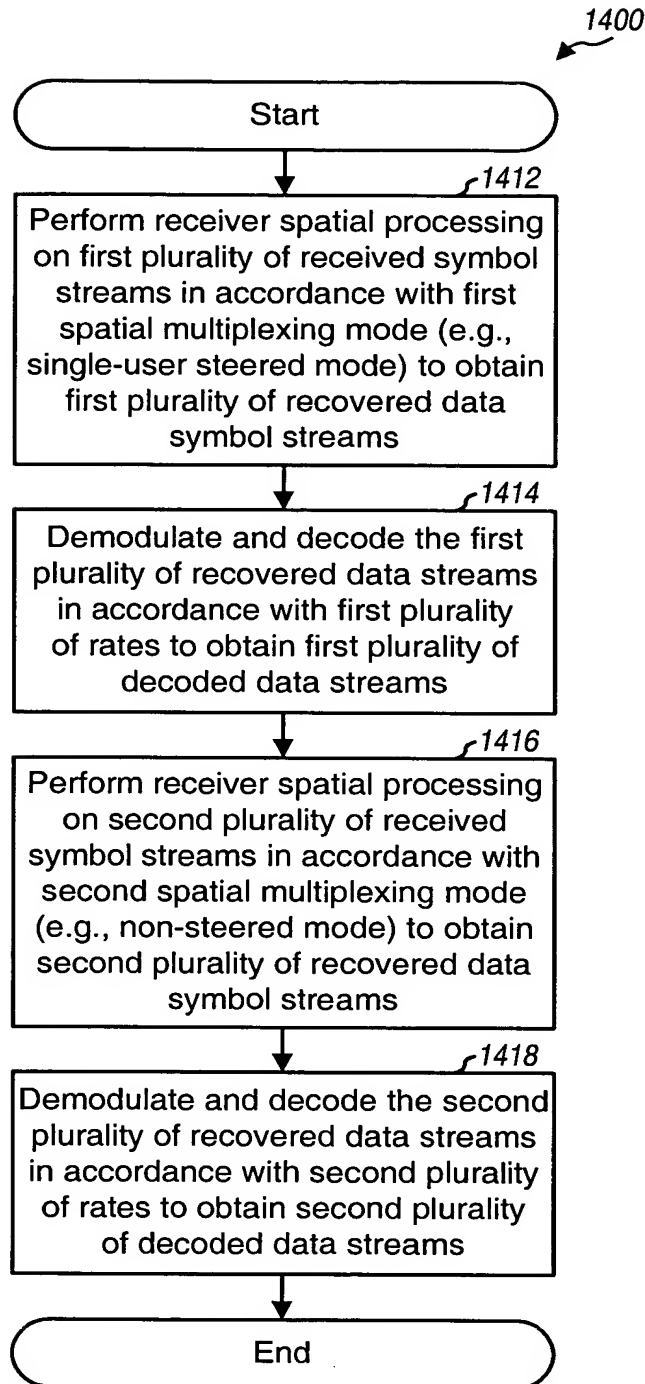 1400
Start
1412
Perform receiver spatial processing
on first plurality of received symbol
streams in accordance with first
spatial multiplexing mode (e.g.,
single-user steered mode) to obtain
first plurality of recovered data
symbol streams
1414
Demodulate and decode the first
plurality of recovered data streams
in accordance with first plurality
of rates to obtain first plurality of
decoded data streams
1416
Perform receiver spatial processing
on second plurality of received
symbol streams in accordance with
second spatial multiplexing mode
(e.g., non-steered mode) to obtain
second plurality of recovered data
symbol streams
1418
Demodulate and decode the second
plurality of recovered data streams
in accordance with second plurality
of rates to obtain second plurality
of decoded data streams
End